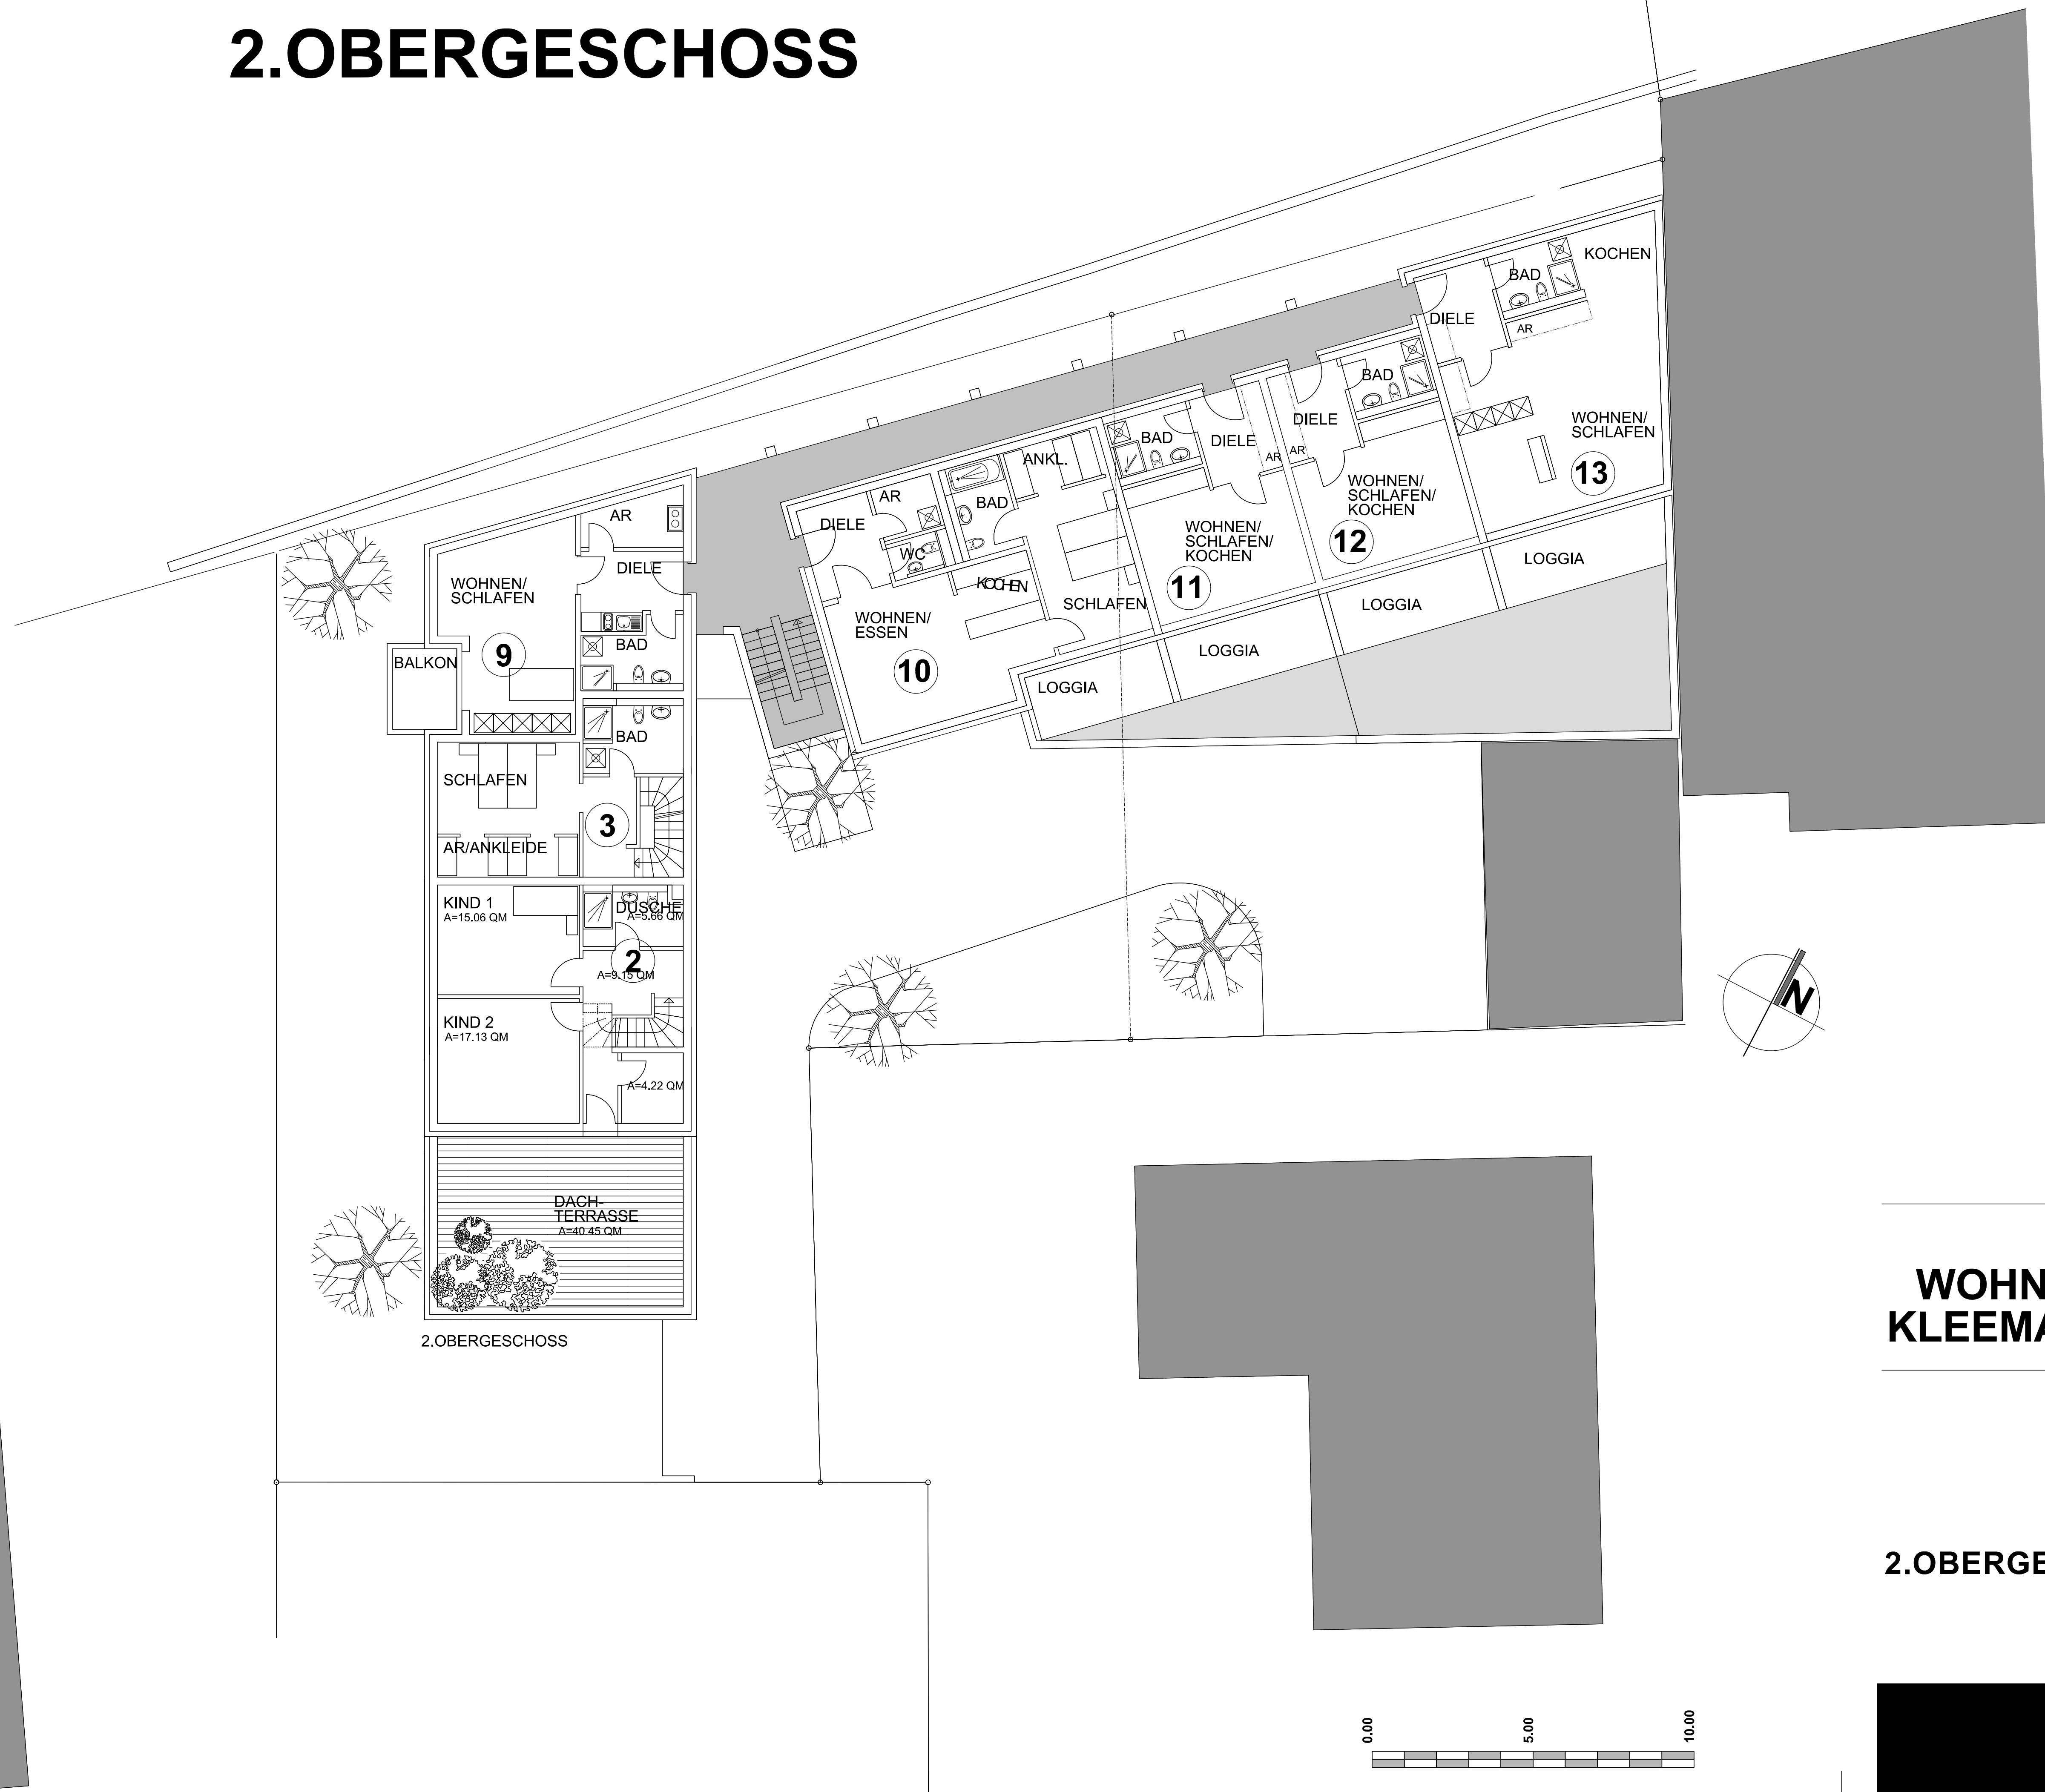 2.OBERGESCHOSS
KOCHEN
BAD
DIELE
AR
WOHNEN/
SCHLAFEN
13
BAD
DIELE
AR
WOHNEN/
SCHLAFEN/
KOCHEN
12
LOGGIA
BAD
DIELE
AR
WOHNEN/
SCHLAFEN/
KOCHEN
11
LOGGIA
ANKL.
AR
BAD
DIELE
WC
KOCHEN
SCHLAFEN
WOHNEN/
ESSEN
10
LOGGIA
LOGGIA
AR
DIELE
WOHNEN/
SCHLAFEN
BAD
9
BALKON
BAD
SCHLAFEN
3
AR/ANKLEIDE
KIND 1
A=15.06 QM
DUSCHE
A=5.66 QM
2
A=9.15 QM
KIND 2
A=17.13 QM
A=4.22 QM
DACH-
TERRASSE
A=40.45 QM
2.OBERGESCHOSS
N
WOHN
KLEEMA
2.OBERGE
0.00
5.00
10.00